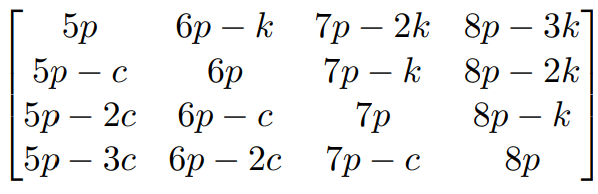 5p 6p − k 7p − 2k 8p − 3k
5p − c 6p 7p − k 8p − 2k
5p − 2c 6p − c 7p 8p − k
5p − 3c 6p − 2c 7p − c 8p